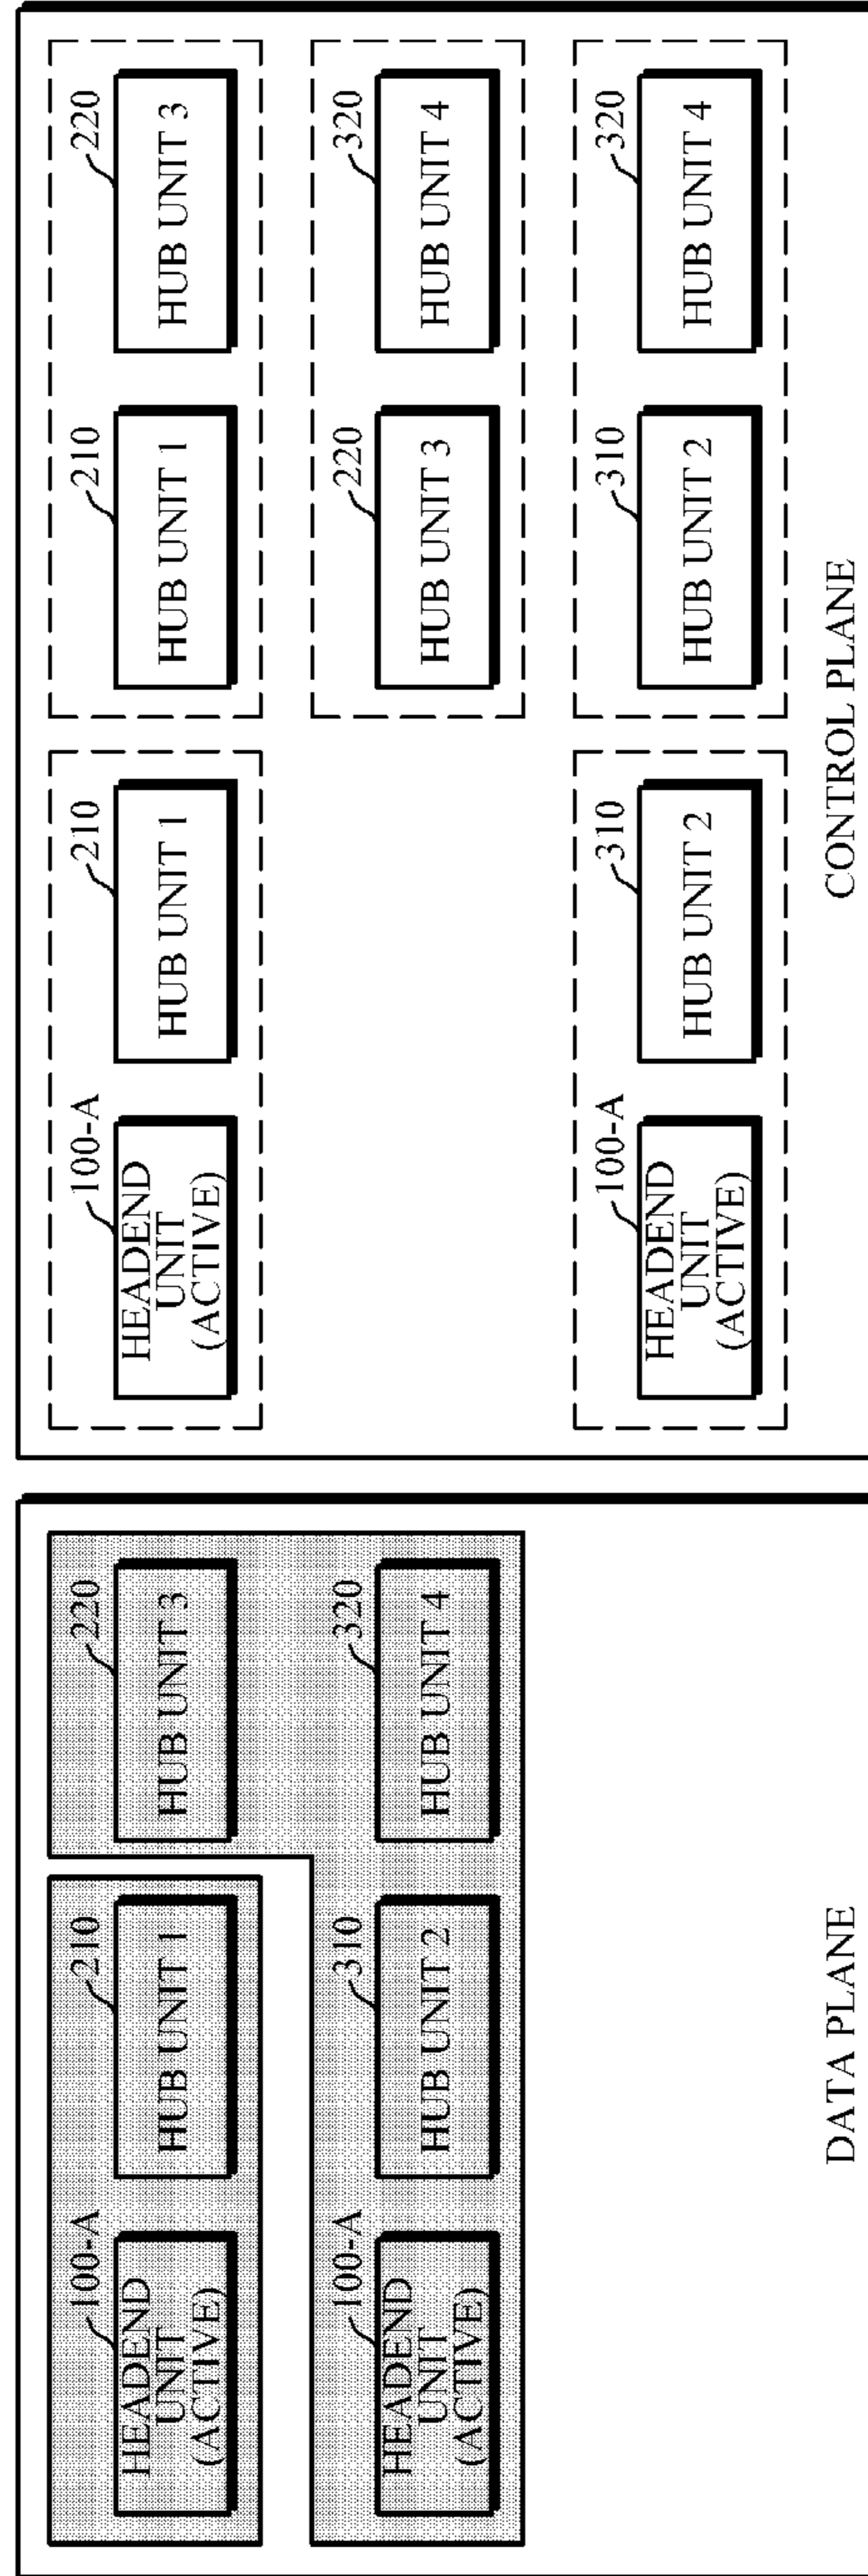 100-A
HEADEND
UNIT
(ACTIVE)
210
HUB UNIT 1
220
HUB UNIT 3
100-A
HEADEND
UNIT
(ACTIVE)
310
HUB UNIT 2
320
HUB UNIT 4
DATA PLANE
100-A
HEADEND
UNIT
(ACTIVE)
210
HUB UNIT 1
210
HUB UNIT 1
220
HUB UNIT 3
220
HUB UNIT 3
320
HUB UNIT 4
100-A
HEADEND
UNIT
(ACTIVE)
310
HUB UNIT 2
310
HUB UNIT 2
320
HUB UNIT 4
CONTROL PLANE